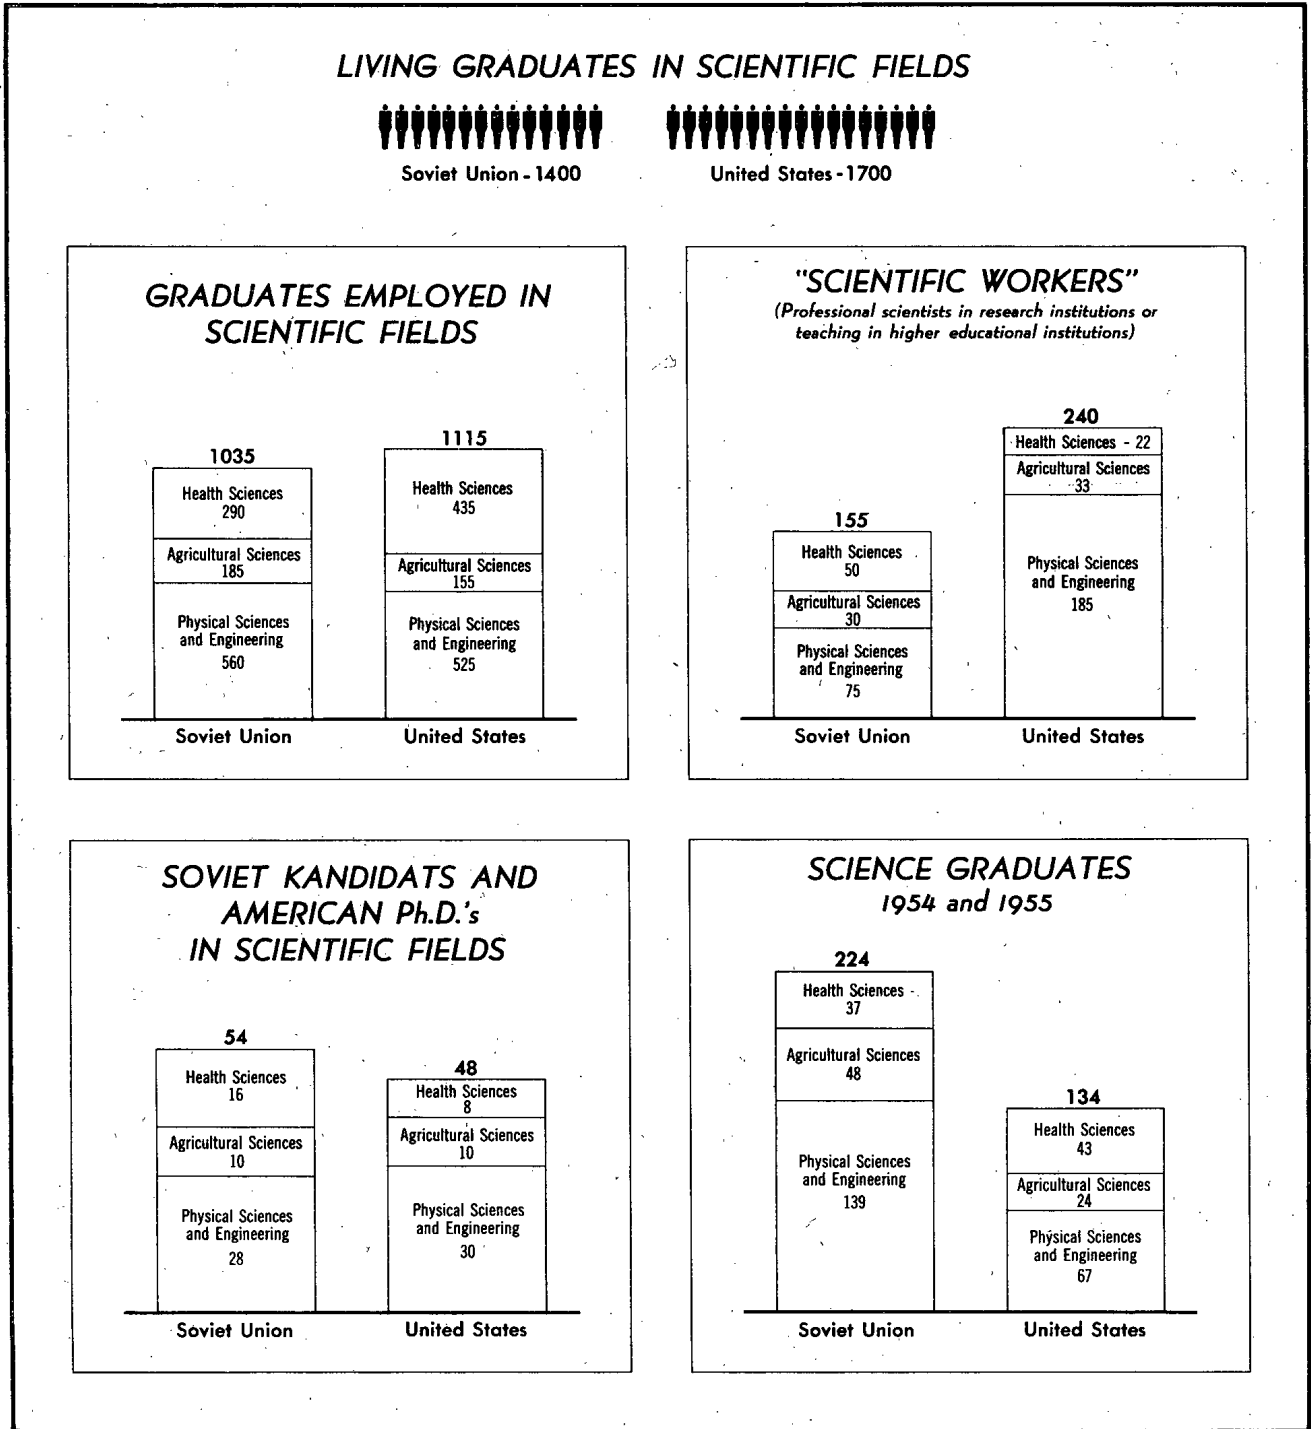 LIVING GRADUATES IN SCIENTIFIC FIELDS
Soviet Union - 1400
United States - 1700
GRADUATES EMPLOYED IN
SCIENTIFIC FIELDS
1035
Health Sciences
290
Agricultural Sciences
185
Physical Sciences
and Engineering
560
Soviet Union
1115
Health Sciences
435
Agricultural Sciences
155
Physical Sciences
and Engineering
525
United States
"SCIENTIFIC WORKERS"
(Professional scientists in research institutions or
teaching in higher educational institutions)
155
Health Sciences
50
Agricultural Sciences
30
Physical Sciences
and Engineering
75
Soviet Union
240
Health Sciences - 22
Agricultural Sciences
33
Physical Sciences
and Engineering
185
United States
SOVIET KANDIDATS AND
AMERICAN Ph.D.'s
IN SCIENTIFIC FIELDS
54
Health Sciences
16
Agricultural Sciences
10
Physical Sciences
and Engineering
28
Soviet Union
48
Health Sciences
8
Agricultural Sciences
10
Physical Sciences
and Engineering
30
United States
SCIENCE GRADUATES
1954 and 1955
224
Health Sciences
37
Agricultural Sciences
48
Physical Sciences
and Engineering
139
Soviet Union
134
Health Sciences
43
Agricultural Sciences
24
Physical Sciences
and Engineering
67
United States